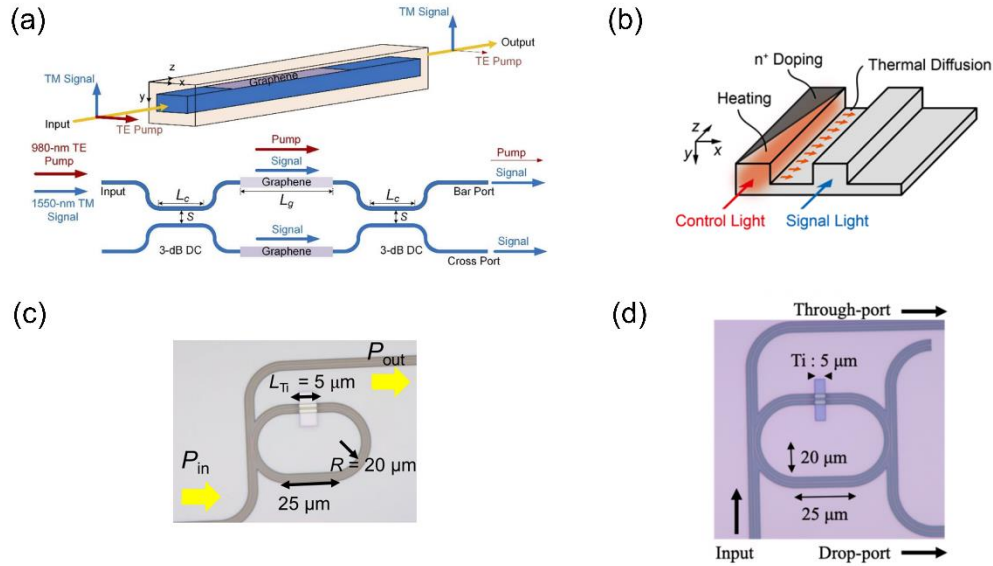 (a)
TM Signal
Output
TE Pump
z
x
y
Graphene
TM Signal
Input
TE Pump
980-nm TE
Pump
1550-nm TM
Signal
Pump
Signal
Pump
Signal
Input
Lc
Graphene
Lc
Bar Port
S
Lg
S
Signal
Signal
3-dB DC
Graphene
3-dB DC
Cross Port
(b)
n+ Doping
Thermal Diffusion
Heating
z
x
y
Control Light
Signal Light
(c)
Pout
LTi = 5 μm
R = 20 μm
Pin
25 μm
(d)
Through-port
Ti : 5 μm
20 μm
25 μm
Input
Drop-port